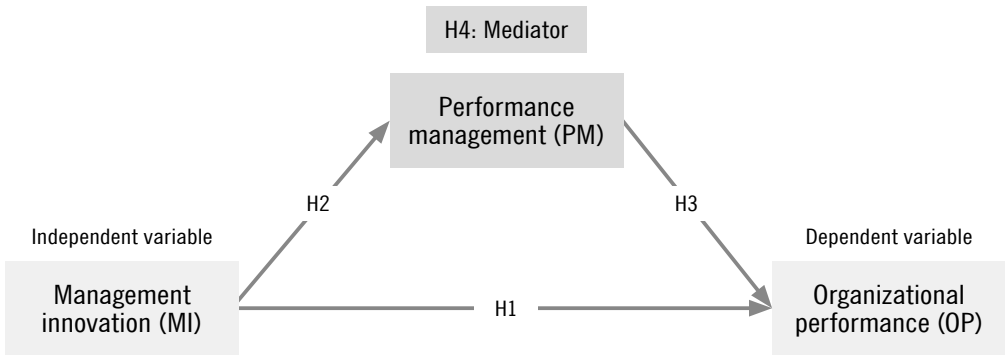 H4: Mediator
Performance
management (PM)
H2
H3
Independent variable
Dependent variable
Management
innovation (MI)
H1
Organizational
performance (OP)